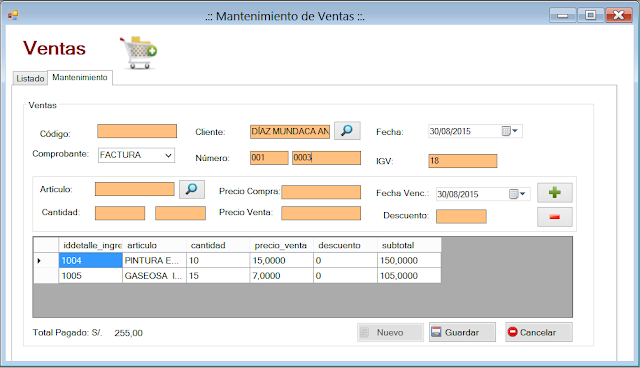 .:: Mantenimiento de Ventas ::.
Ventas
Listado Mantenimiento
Ventas
Código: Cliente: DÍAZ MUNDACA AN Fecha: 30/08/2015
Comprobante: FACTURA Número: 001 0003 IGV: 18
Artículo: Precio Compra: Fecha Venc.: 30/08/2015
Cantidad: Precio Venta: Descuento:
iddetalle_ingre articulo cantidad precio_venta descuento subtotal
1004 PINTURA E... 10 15,0000 0 150,0000
1005 GASEOSA I... 15 7,0000 0 105,0000
Total Pagado: S/. 255,00 Nuevo Guardar Cancelar